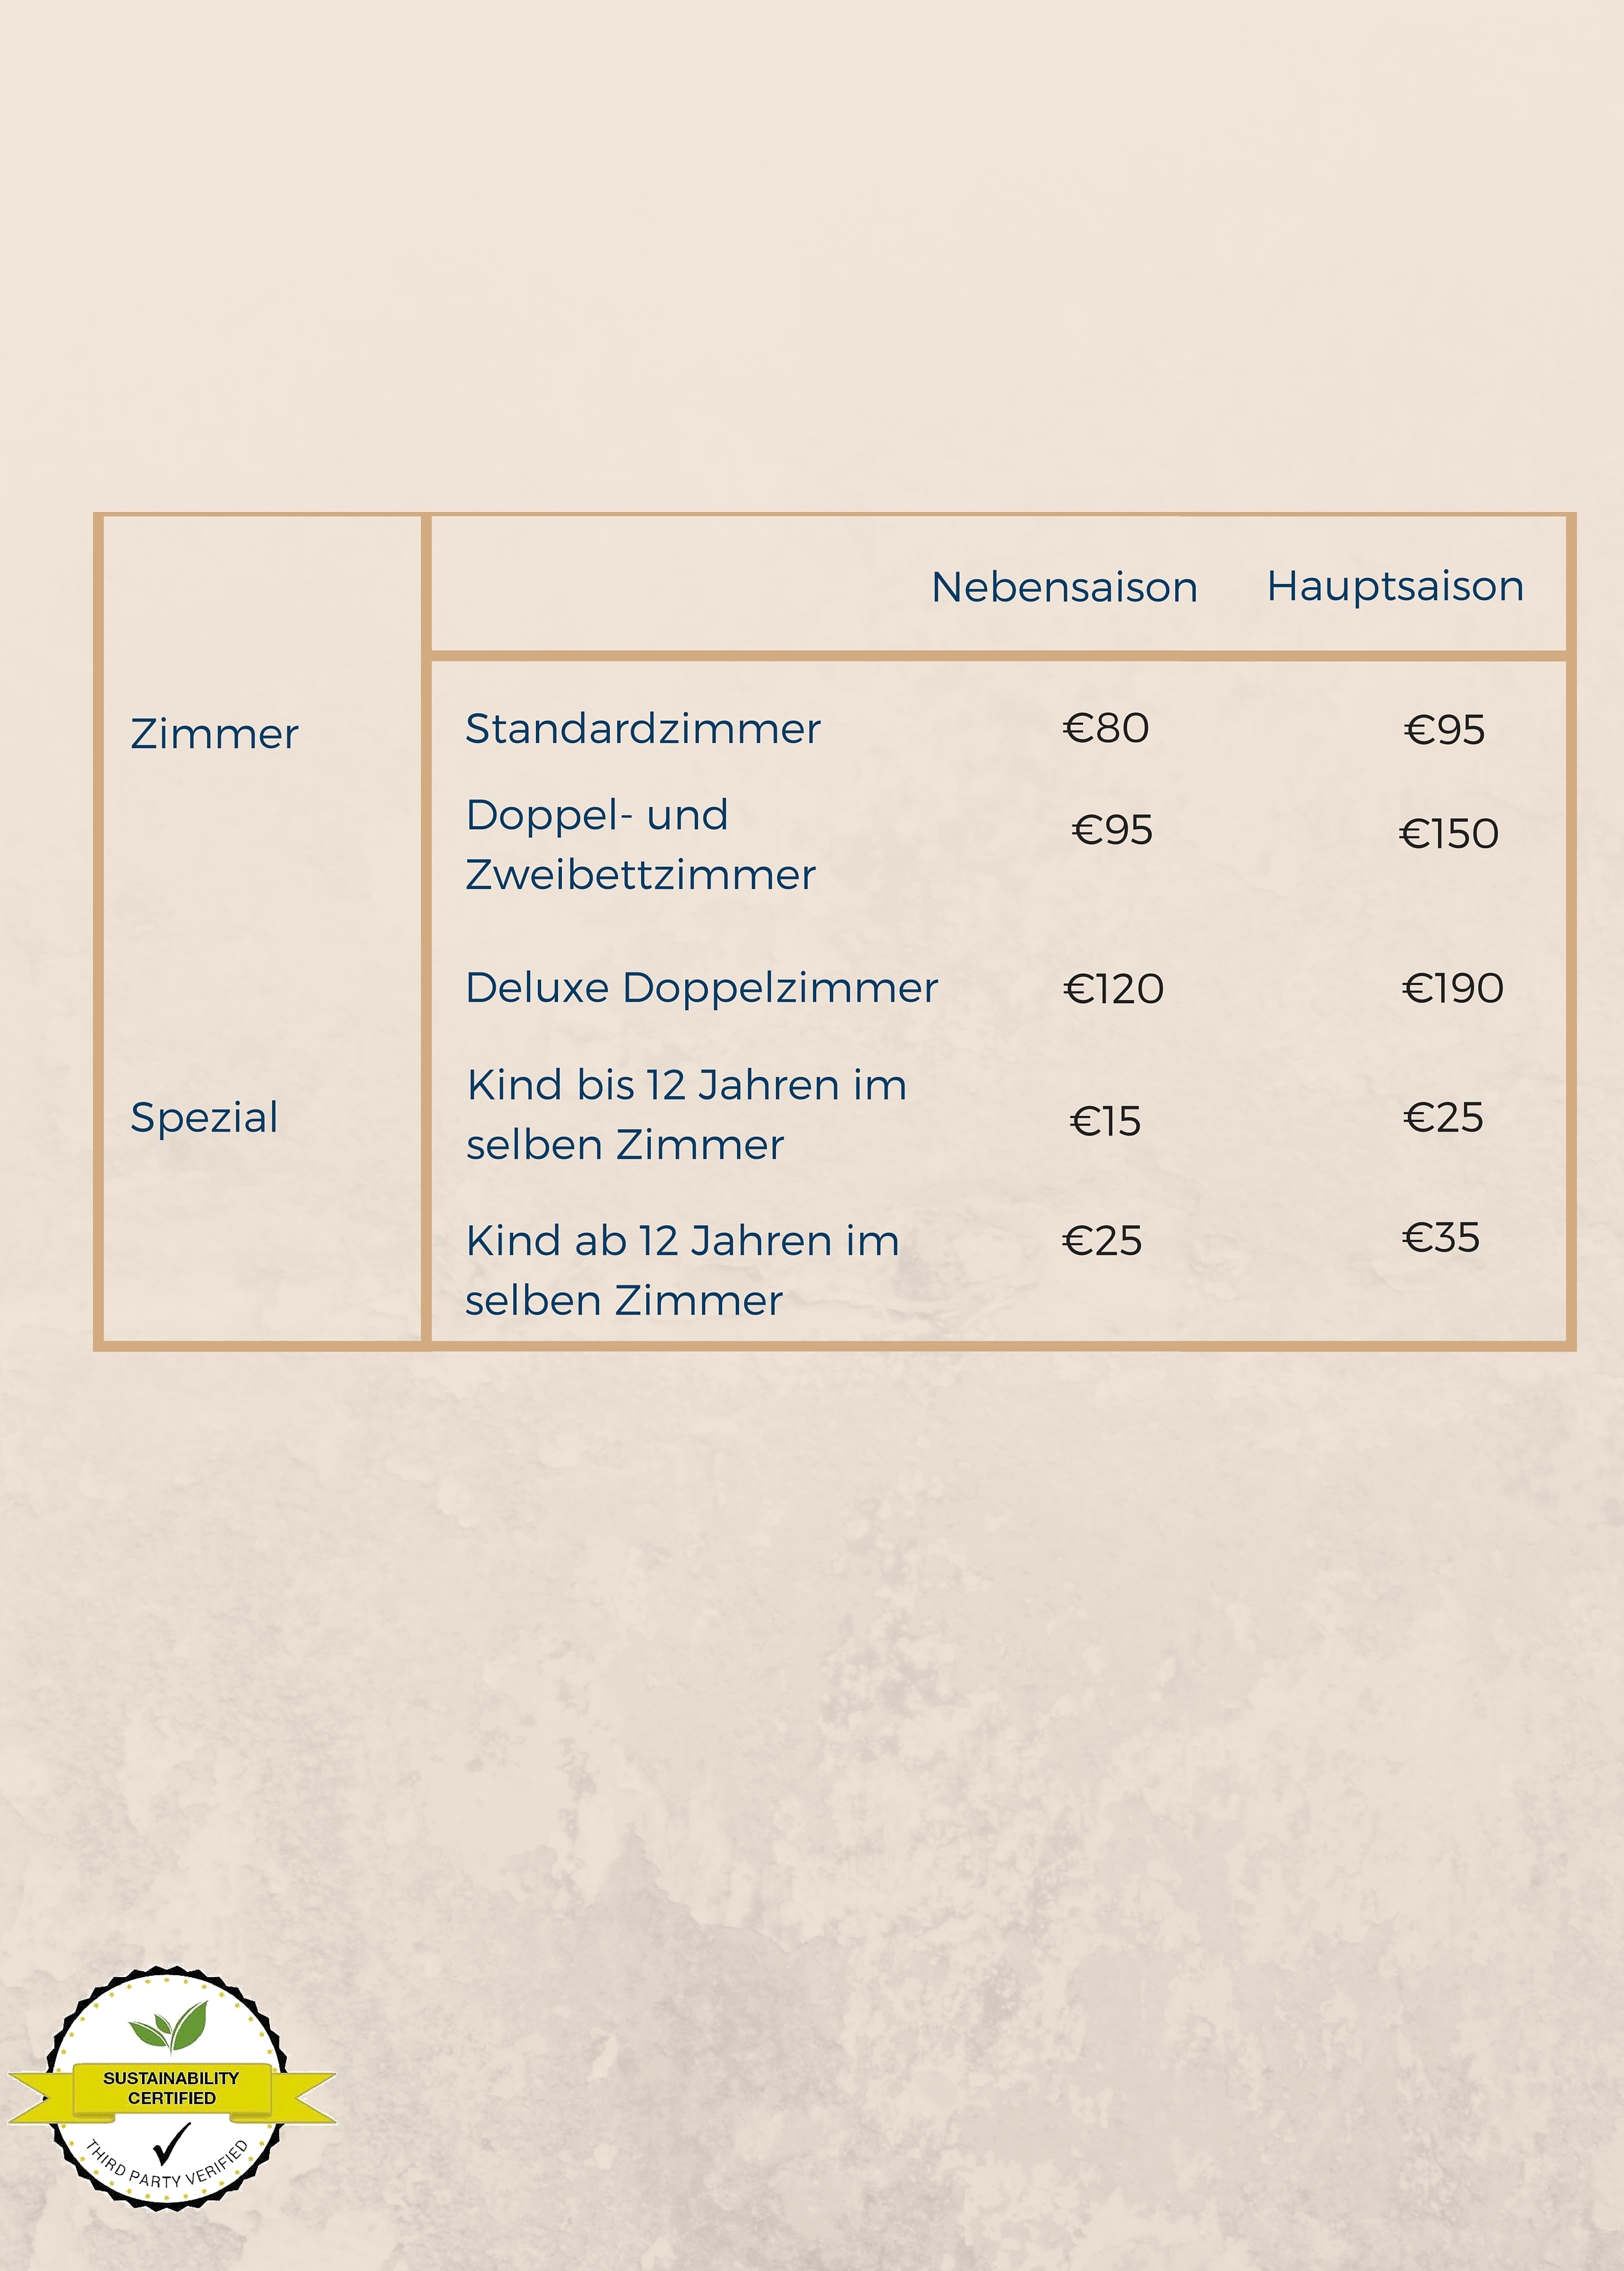 Nebensaison Hauptsaison
Zimmer Standardzimmer €80 €95
Doppel- und
Zweibettzimmer €95 €150
Deluxe Doppelzimmer €120 €190
Spezial
Kind bis 12 Jahren im
selben Zimmer €15 €25
Kind ab 12 Jahren im €25 €35
selben Zimmer
SUSTAINABILITY
CERTIFIED
THIRD PARTY VERIFIED